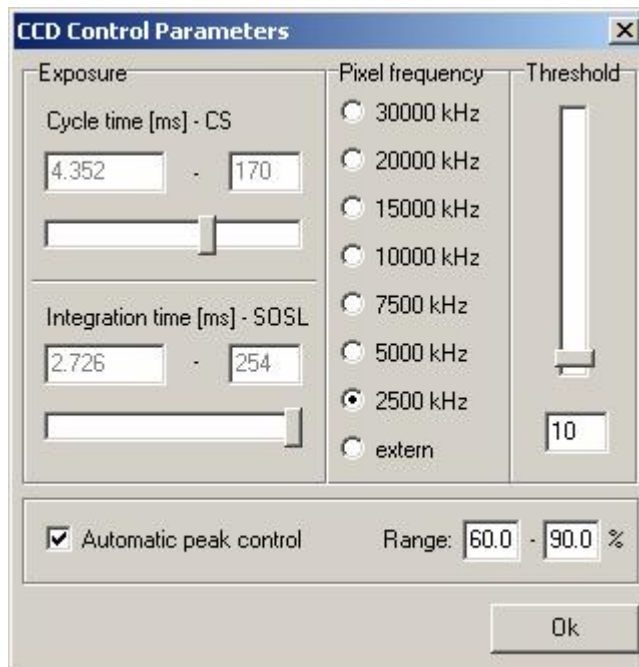 CCD Control Parameters
Exposure
Cycle time [ms] - CS
4.352 - 170
Integration time [ms] - SOSL
2.726 - 254
Pixel frequency
30000 kHz
20000 kHz
15000 kHz
10000 kHz
7500 kHz
5000 kHz
2500 kHz
extern
Threshold
10
Automatic peak control
Range: 60.0 - 90.0 %
Ok